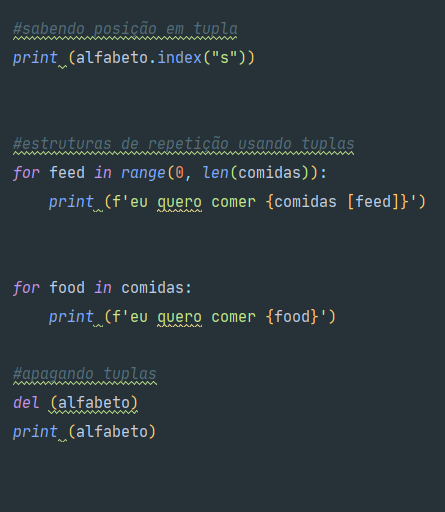 #sabendo posição em tupla
print (alfabeto.index("s"))
#estruturas de repetição usando tuplas
for feed in range(0, len(comidas)):
    print (f'eu quero comer {comidas [feed]}')
for food in comidas:
    print (f'eu quero comer {food}')
#apagando tuplas
del (alfabeto)
print (alfabeto)